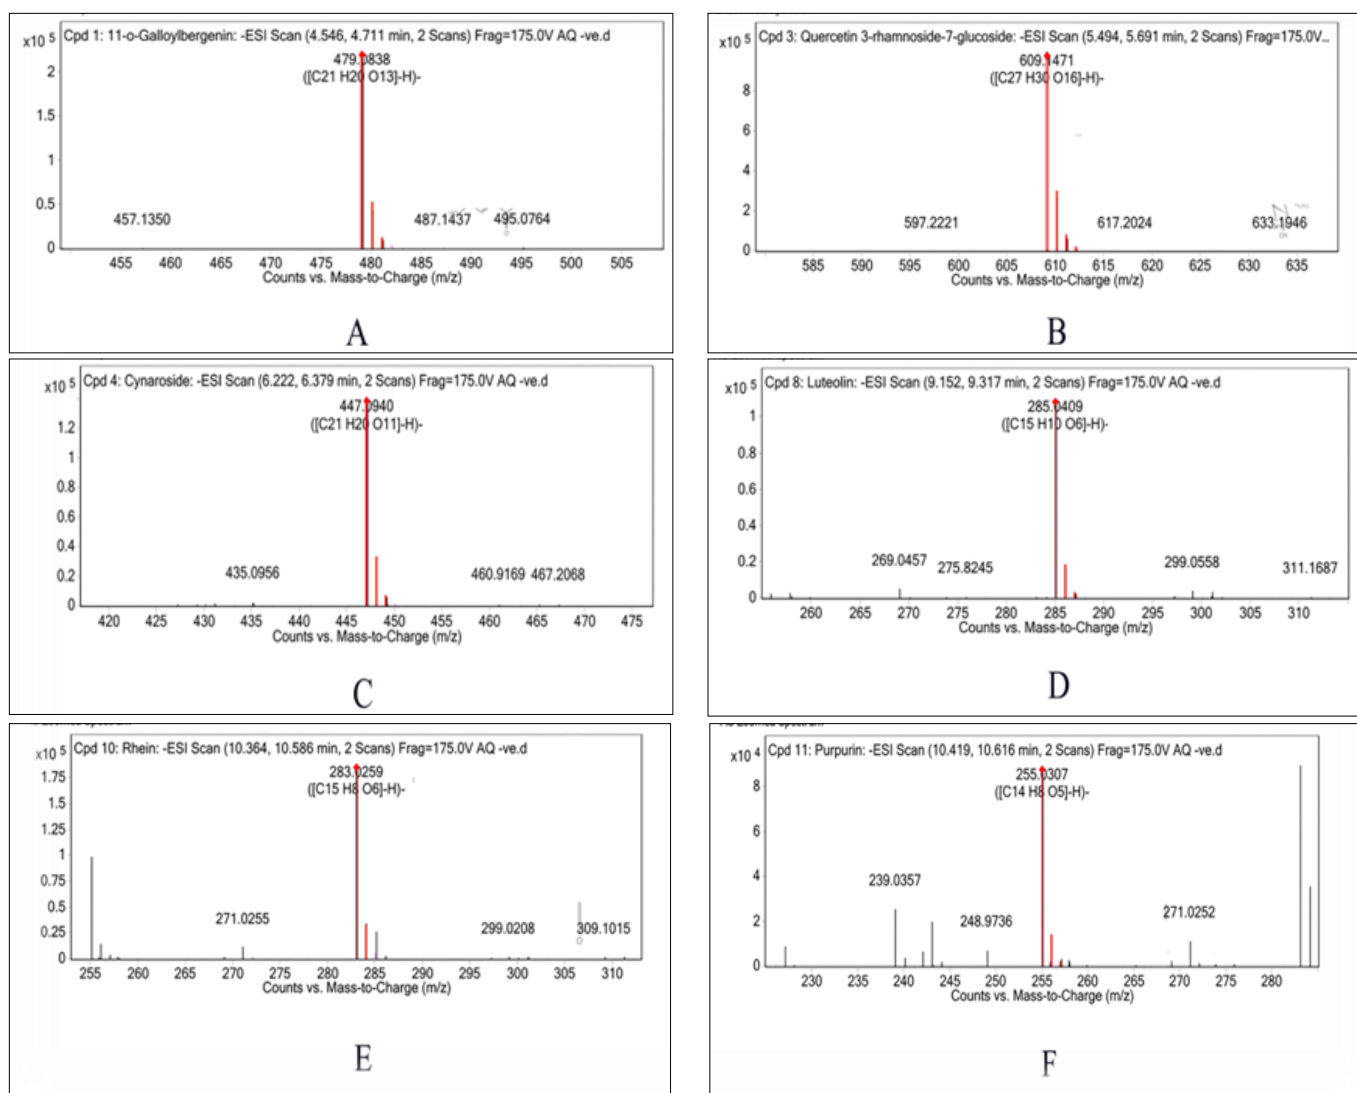 x10 5
Cpd 1: 11-o-Galloylbergenin: -ESI Scan (4.546, 4.711 min, 2 Scans) Frag=175.0V AQ -ve.d
479.0838
([C21 H20 O13]-H)-
2
1.5
1
0.5
0
457.1350
487.1437
495.0764
455 460 465 470 475 480 485 490 495 500 505
Counts vs. Mass-to-Charge (m/z)
A
x10 5
Cpd 3: Quercetin 3-rhamnoside-7-glucoside: -ESI Scan (5.494, 5.691 min, 2 Scans) Frag=175.0V...
609.1471
([C27 H30 O16]-H)-
8
6
4
2
0
597.2221
617.2024
633.1946
585 590 595 600 605 610 615 620 625 630 635
Counts vs. Mass-to-Charge (m/z)
B
x10 5
Cpd 4: Cynaroside: -ESI Scan (6.222, 6.379 min, 2 Scans) Frag=175.0V AQ -ve.d
447.0940
([C21 H20 O11]-H)-
1.2
1
0.8
0.6
0.4
0.2
0
435.0956
460.9169 467.2068
420 425 430 435 440 445 450 455 460 465 470 475
Counts vs. Mass-to-Charge (m/z)
C
x10 5
Cpd 8: Luteolin: -ESI Scan (9.152, 9.317 min, 2 Scans) Frag=175.0V AQ -ve.d
285.0409
([C15 H10 O6]-H)-
1
0.8
0.6
0.4
0.2
0
269.0457
275.8245
299.0558
311.1687
260 265 270 275 280 285 290 295 300 305 310
Counts vs. Mass-to-Charge (m/z)
D
x10 5
Cpd 10: Rhein: -ESI Scan (10.364, 10.586 min, 2 Scans) Frag=175.0V AQ -ve.d
283.0259
([C15 H8 O6]-H)-
1.75
1.5
1.25
1
0.75
0.5
0.25
0
271.0255
299.0208
309.1015
255 260 265 270 275 280 285 290 295 300 305 310
Counts vs. Mass-to-Charge (m/z)
E
x10 4
Cpd 11: Purpurin: -ESI Scan (10.419, 10.616 min, 2 Scans) Frag=175.0V AQ -ve.d
255.0307
([C14 H8 O5]-H)-
8
6
4
2
0
239.0357
248.9736
271.0252
230 235 240 245 250 255 260 265 270 275 280
Counts vs. Mass-to-Charge (m/z)
F